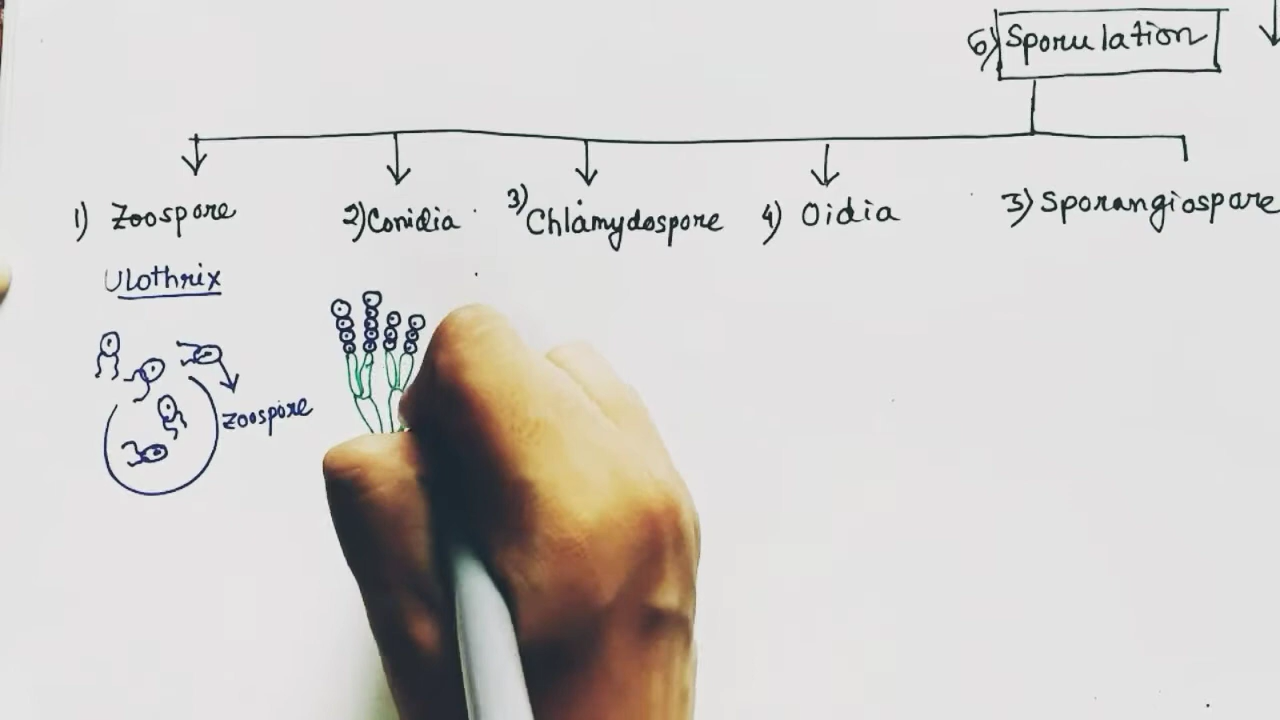 6) Sporulation
1) Zoospore
2) Conidia
3) Chlamydospore
4) Oidia
3) Sporangiospore
Ulothrix
Zoospore